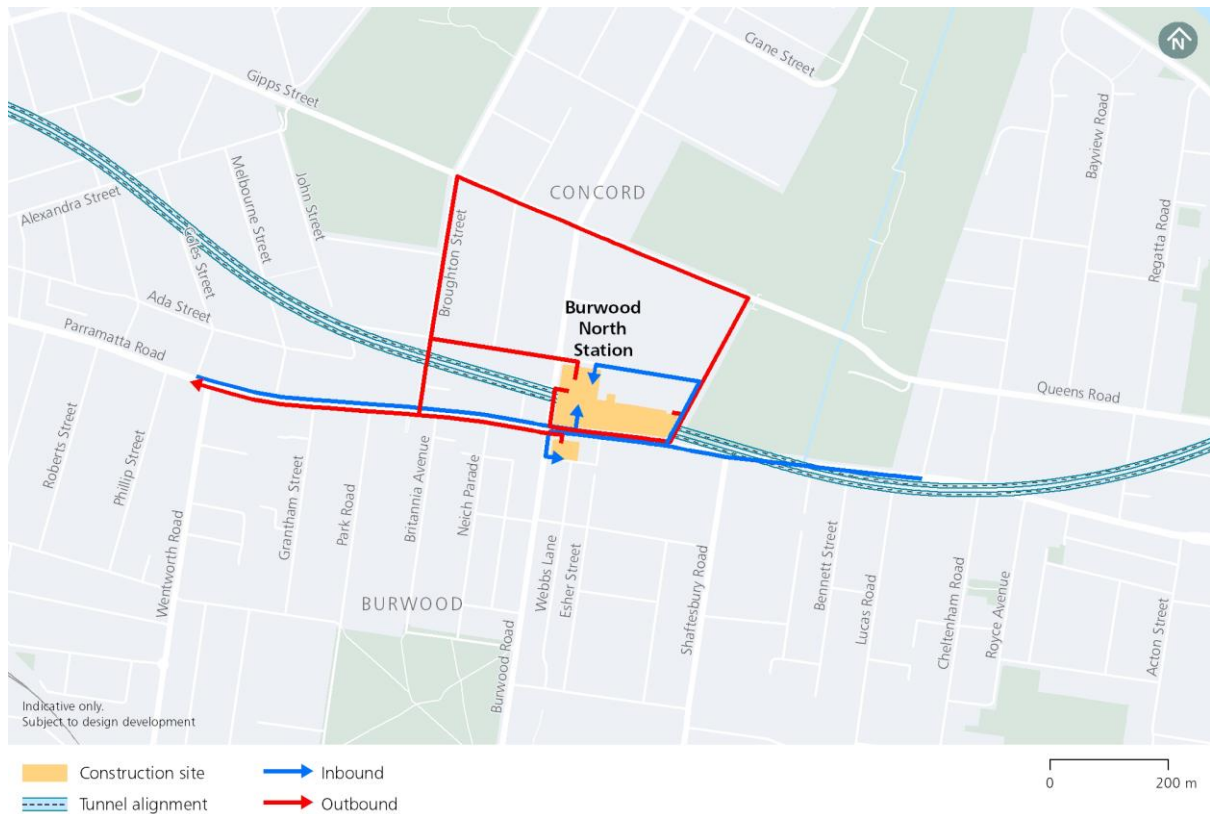 N
Crane Street
Gipps Street
Bayview Road
Regatta Road
CONCORD
Melbourne Street
John Street
Alexandra Street
Coles Street
Broughton Street
Ada Street
Parramatta Road
Burwood
North
Station
Queens Road
Roberts Street
Phillip Street
Wentworth Road
Grantham Street
Park Road
Britannia Avenue
Neich Parade
BURWOOD
Burwood Road
Webbs Lane
Esher Street
Shaftesbury Road
Bennett Street
Lucas Road
Cheltenham Road
Royce Avenue
Acton Street
Indicative only.
Subject to design development
Construction site
Inbound
Tunnel alignment
Outbound
0
200 m